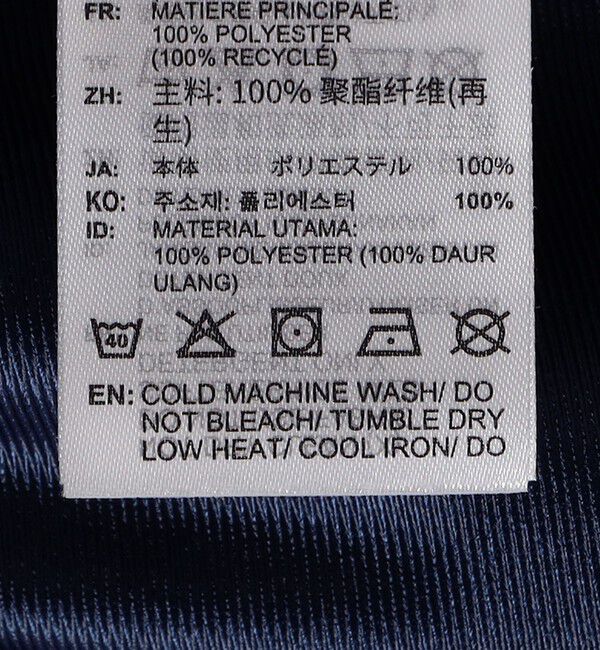 FR: MATIÈRE PRINCIPALE:
100% POLYESTER
(100% RECYCLÉ)
ZH: 主料: 100% 聚酯纤维(再
生)
JA: 本体 ポリエステル 100%
KO: 주소재: 폴리에스터 100%
ID: MATERIAL UTAMA:
100% POLYESTER (100% DAUR
ULANG)
40
EN: COLD MACHINE WASH/ DO
NOT BLEACH/ TUMBLE DRY
LOW HEAT/ COOL IRON/ DO